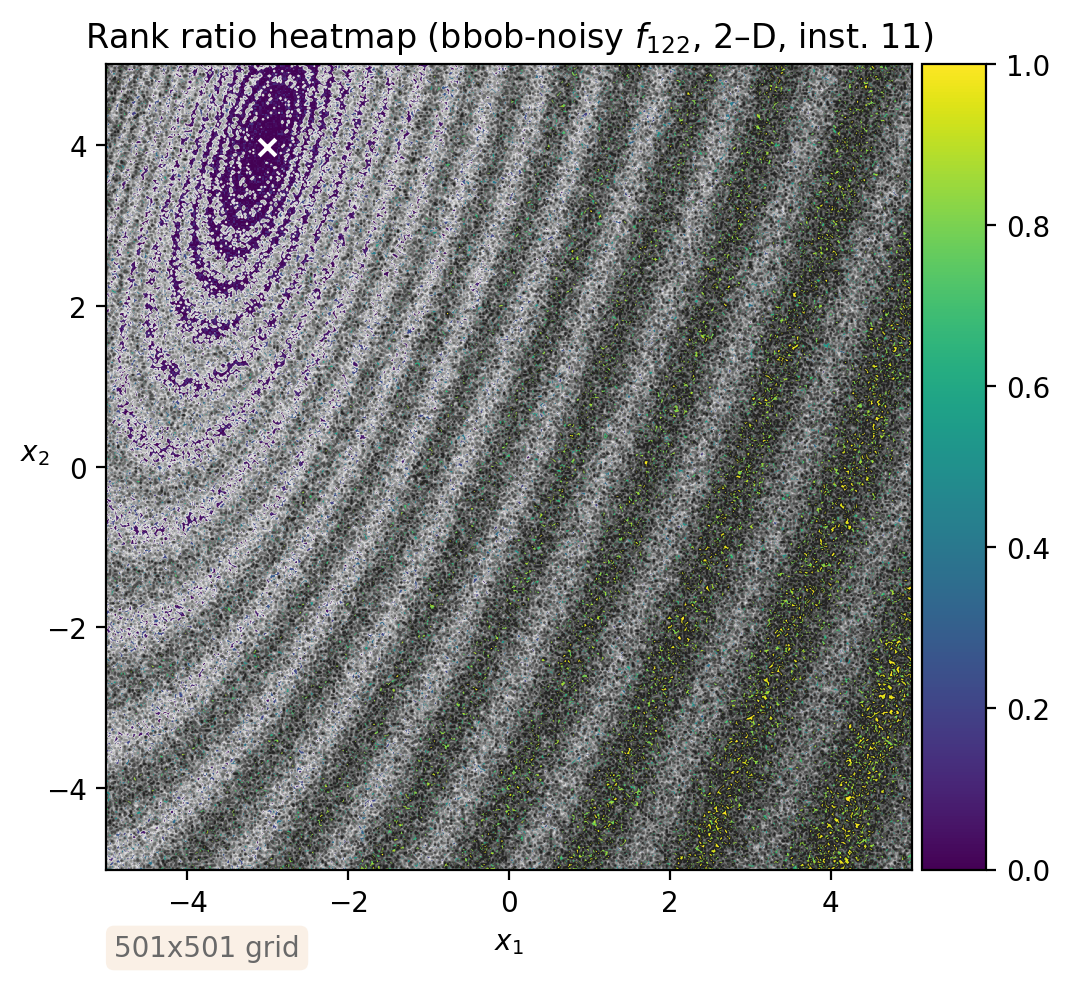 Rank ratio heatmap (bbob-noisy f₁₂₂, 2–D, inst. 11)
1.0
4
0.8
2
0.6
x₂
0
0.4
−2
0.2
−4
0.0
−4 −2 0 2 4
x₁
501x501 grid